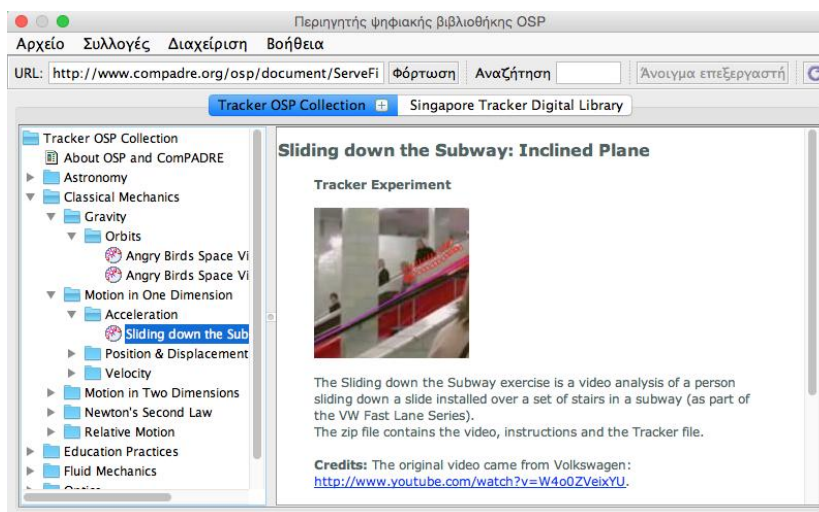 Περιηγητής ψηφιακής βιβλιοθήκης OSP
Αρχείο Συλλογές Διαχείριση Βοήθεια
URL: http://www.compadre.org/osp/document/ServeFi Φόρτωση Αναζήτηση Άνοιγμα επεξεργαστή
Tracker OSP Collection Singapore Tracker Digital Library
Tracker OSP Collection
About OSP and ComPADRE
Astronomy
Classical Mechanics
Gravity
Orbits
Angry Birds Space Vi
Angry Birds Space Vi
Motion in One Dimension
Acceleration
Sliding down the Sub
Position & Displacement
Velocity
Motion in Two Dimensions
Newton's Second Law
Relative Motion
Education Practices
Fluid Mechanics
Sliding down the Subway: Inclined Plane
Tracker Experiment
The Sliding down the Subway exercise is a video analysis of a person
sliding down a slide installed over a set of stairs in a subway (as part of
the VW Fast Lane Series).
The zip file contains the video, instructions and the Tracker file.
Credits: The original video came from Volkswagen:
http://www.youtube.com/watch?v=W4o0ZVeixYU.